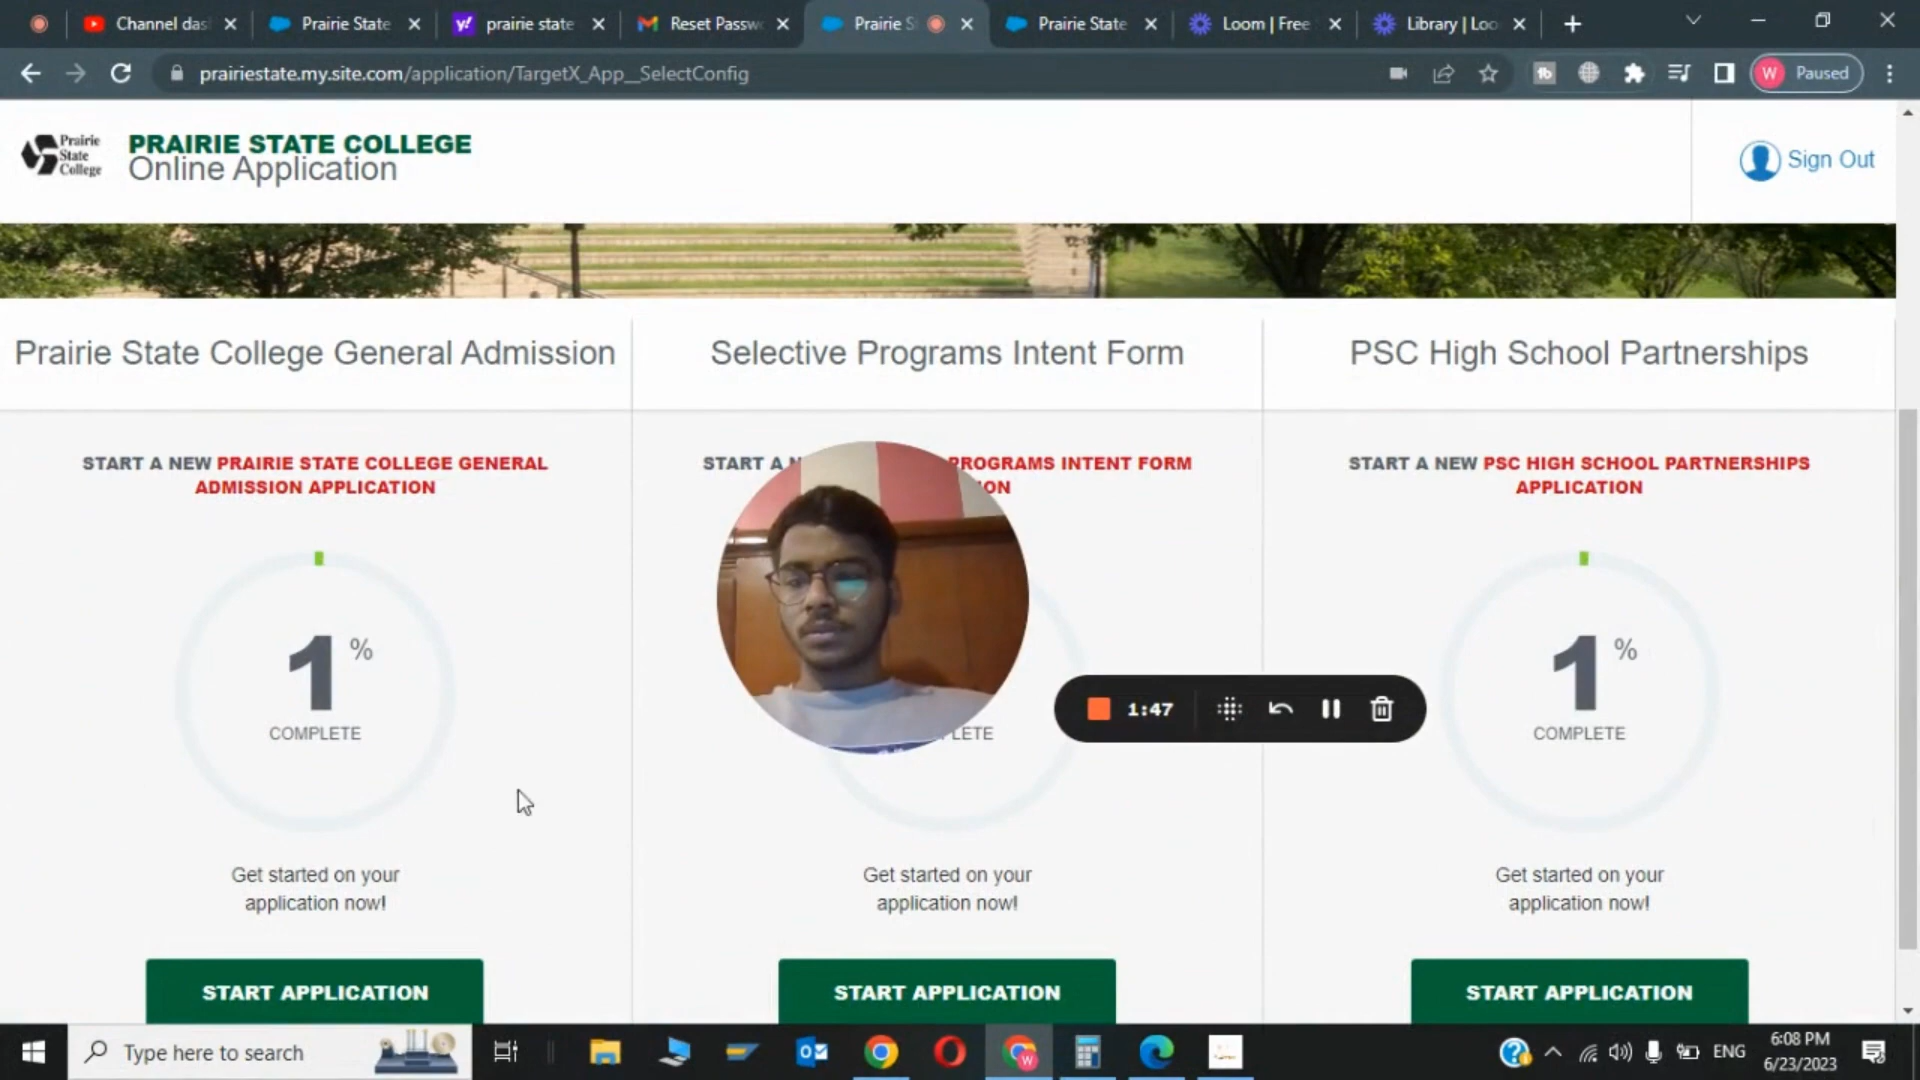 Channel das
Prairie State
prairie state
Reset Passw
Prairie S
Prairie State
Loom | Free
Library | Loo
prairiestate.my.site.com/application/TargetX_App__SelectConfig
W Paused
Prairie
State
College
PRAIRIE STATE COLLEGE
Online Application
Sign Out
Prairie State College General Admission
Selective Programs Intent Form
PSC High School Partnerships
START A NEW PRAIRIE STATE COLLEGE GENERAL
ADMISSION APPLICATION
START A PROGRAMS INTENT FORM
ON
START A NEW PSC HIGH SCHOOL PARTNERSHIPS
APPLICATION
1 %
COMPLETE
LETE
1:47
1 %
COMPLETE
Get started on your
application now!
Get started on your
application now!
Get started on your
application now!
START APPLICATION
START APPLICATION
START APPLICATION
Type here to search
ENG
6:08 PM
6/23/2023